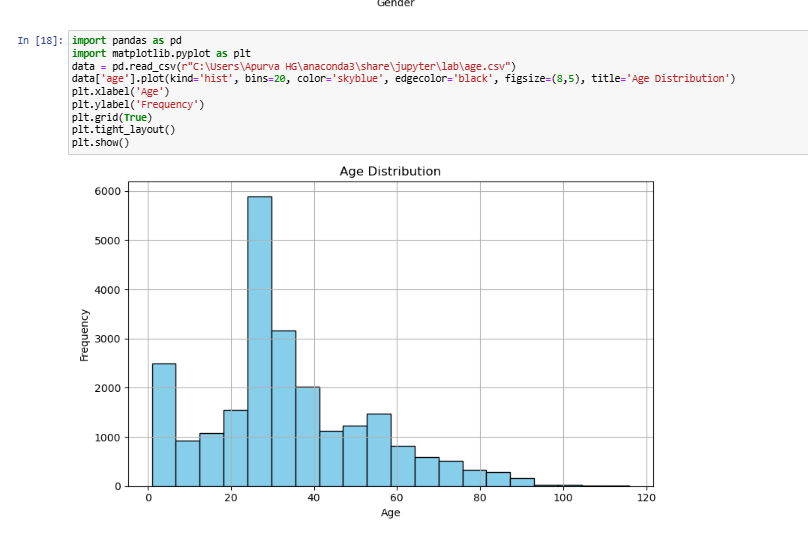 Gender
In [18]: import pandas as pd
import matplotlib.pyplot as plt
data = pd.read_csv(r"C:\Users\Apurva HG\anaconda3\share\jupyter\lab\age.csv")
data['age'].plot(kind='hist', bins=20, color='skyblue', edgecolor='black', figsize=(8,5), title='Age Distribution')
plt.xlabel('Age')
plt.ylabel('Frequency')
plt.grid(True)
plt.tight_layout()
plt.show()
Age Distribution
6000
5000
4000
3000
2000
1000
0
Frequency
0 20 40 60 80 100 120
Age